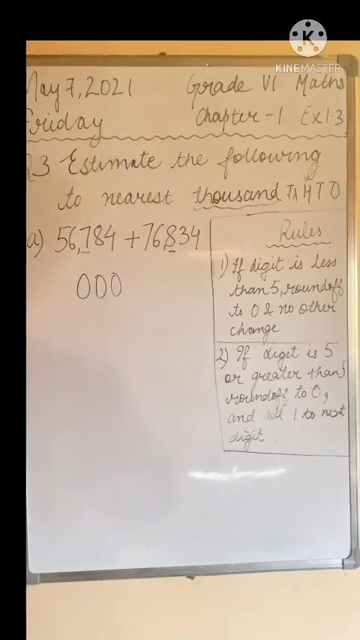 May 7, 2021 Grade VI Maths
Friday Chapter-1 Ex 1.3
Q3 Estimate the following
to nearest thousand Th H T O
a) 56,784 + 76,834
000
Rules
1) If digit is less
than 5, roundoff
to 0 & no other
change
2) If digit is 5
or greater than 5
roundoff to 0,
and add 1 to next
digit.
Made With
KINEMASTER